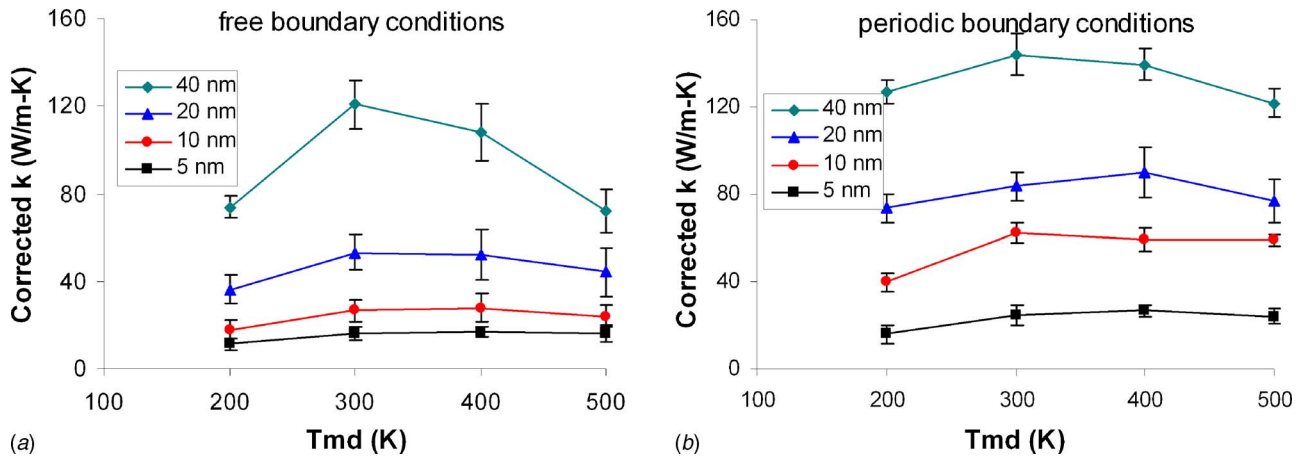 free boundary conditions
160
120
80
40
0
Corrected k (W/m-K)
40 nm
20 nm
10 nm
5 nm
100
200
300
400
500
Tmd (K)
(a)
periodic boundary conditions
160
120
80
40
0
Corrected k (W/m-K)
40 nm
20 nm
10 nm
5 nm
100
200
300
400
500
Tmd (K)
(b)